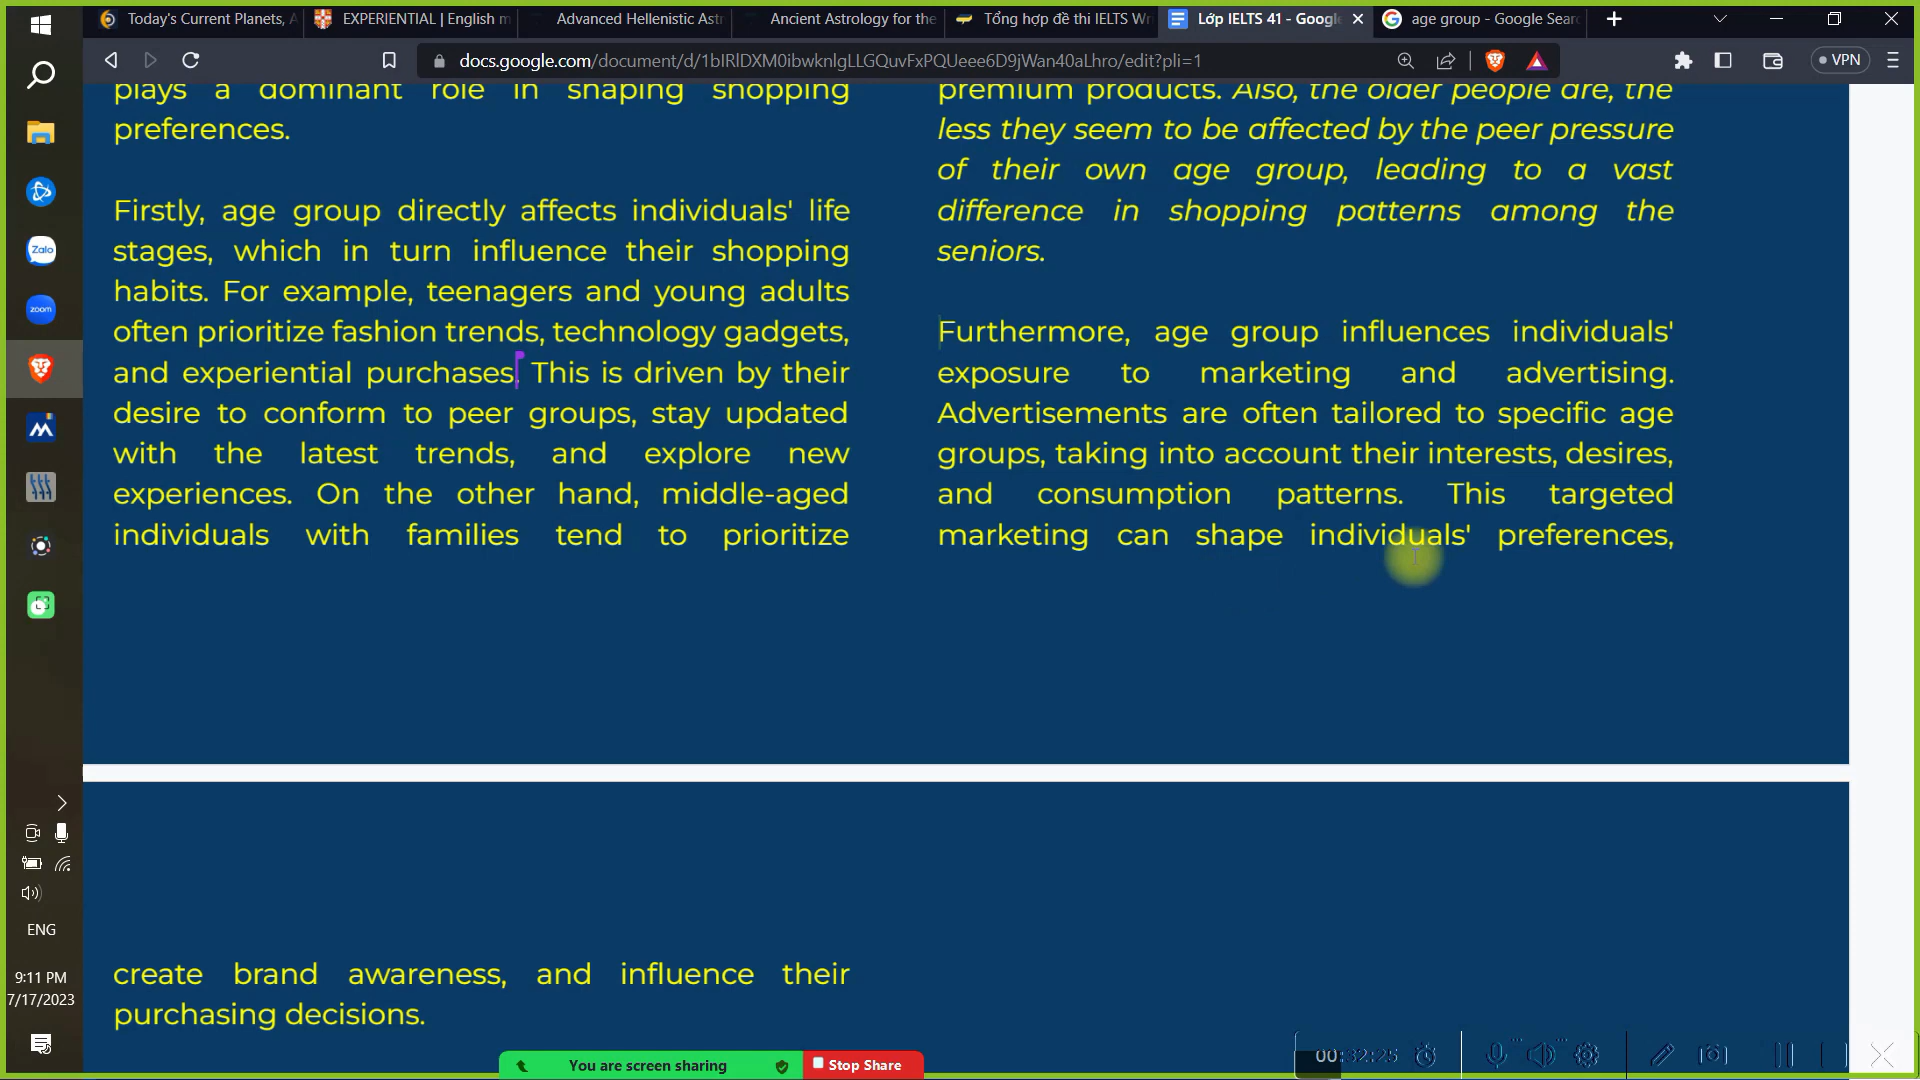 Today's Current Planets, A
EXPERIENTIAL | English m
Advanced Hellenistic Astr
Ancient Astrology for the
Tổng hợp đề thi IELTS Wri
Lớp IELTS 41 - Google
age group - Google Searc
docs.google.com/document/d/1bIRlDXM0ibwknlgLLGQuvFxPQUeee6D9jWan40aLhro/edit?pli=1
VPN
plays a dominant role in shaping shopping
preferences.
Firstly, age group directly affects individuals' life
stages, which in turn influence their shopping
habits. For example, teenagers and young adults
often prioritize fashion trends, technology gadgets,
and experiential purchases. This is driven by their
desire to conform to peer groups, stay updated
with the latest trends, and explore new
experiences. On the other hand, middle-aged
individuals with families tend to prioritize
premium products. Also, the older people are, the
less they seem to be affected by the peer pressure
of their own age group, leading to a vast
difference in shopping patterns among the
seniors.
Furthermore, age group influences individuals'
exposure to marketing and advertising.
Advertisements are often tailored to specific age
groups, taking into account their interests, desires,
and consumption patterns. This targeted
marketing can shape individuals' preferences,
create brand awareness, and influence their
purchasing decisions.
Zalo
zoom
ENG
9:11 PM
7/17/2023
You are screen sharing
Stop Share
00:32:25